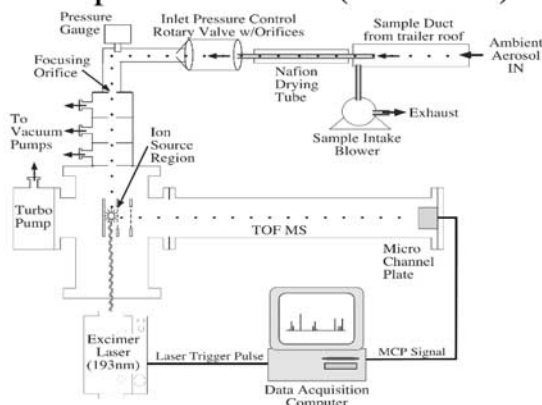 Pressure
Gauge
Inlet Pressure Control
Rotary Valve w/Orifices
Sample Duct
from trailer roof
Ambient
Aerosol
IN
Focusing
Orifice
Nafion
Drying
Tube
Exhaust
Sample Intake
Blower
To
Vacuum
Pumps
Ion
Source
Region
Turbo
Pump
TOF MS
Micro
Channel
Plate
Excimer
Laser
(193nm)
Laser Trigger Pulse
MCP Signal
Data Acquisition
Computer